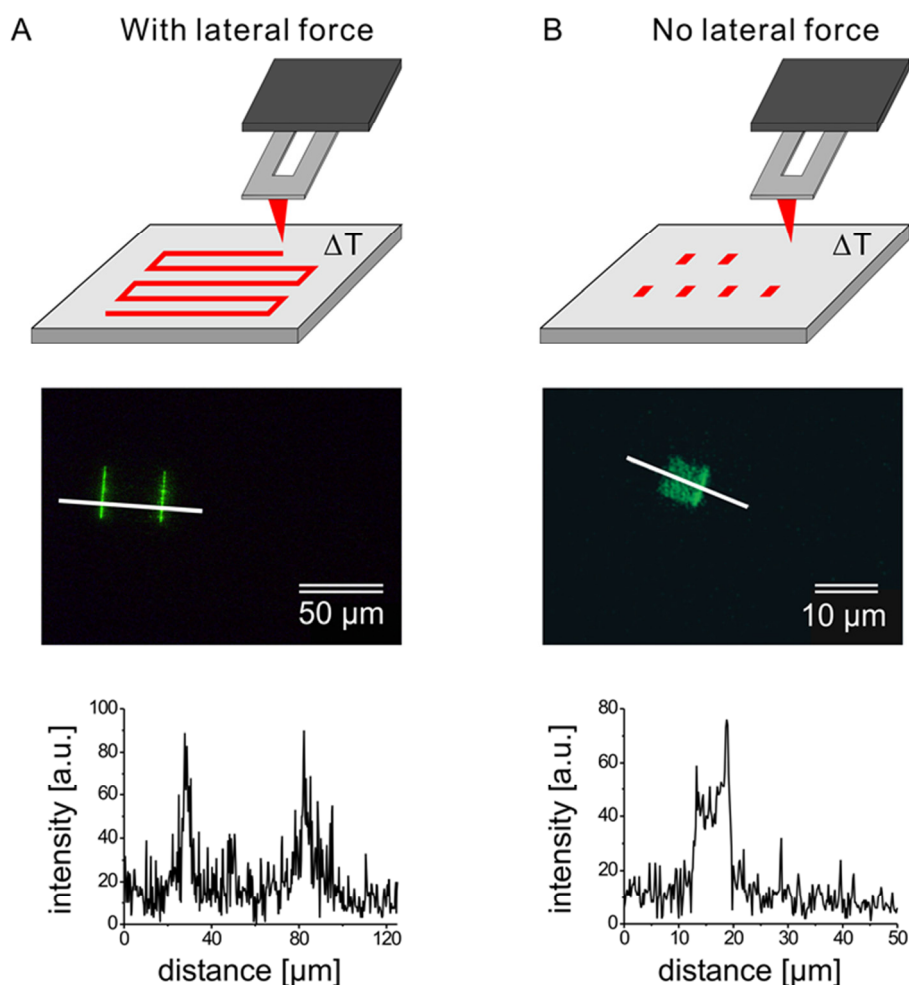 A With lateral force
B No lateral force
ΔT
ΔT
50 µm
10 µm
100
80
60
40
20
0
intensity [a.u.]
0 40 80 120
distance [µm]
80
60
40
20
0
intensity [a.u.]
0 10 20 30 40 50
distance [µm]